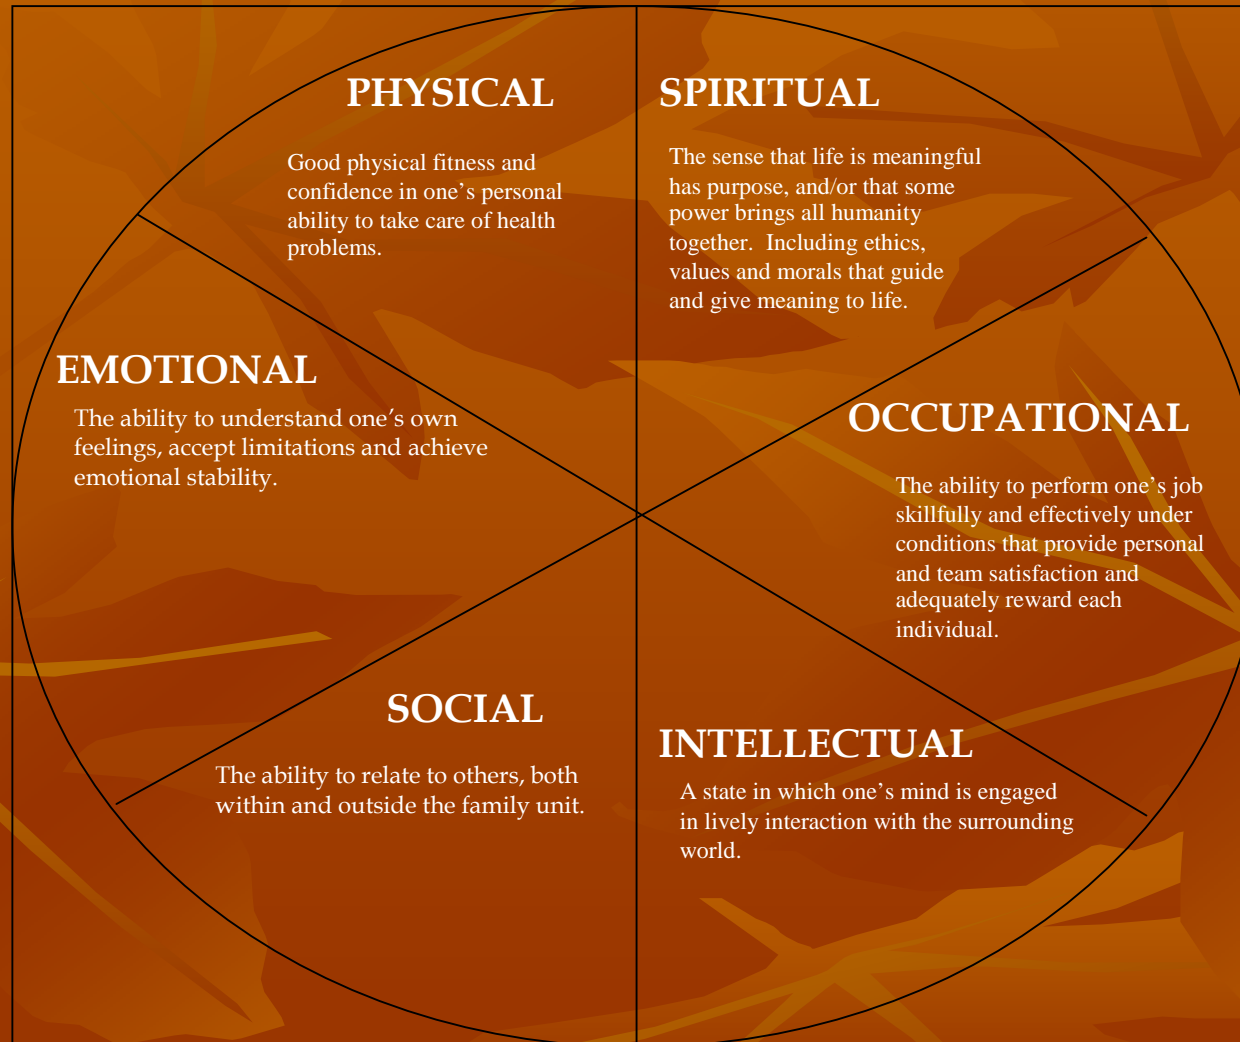 PHYSICAL
Good physical fitness and
confidence in one's personal
ability to take care of health
problems.
SPIRITUAL
The sense that life is meaningful
has purpose, and/or that some
power brings all humanity
together.  Including ethics,
values and morals that guide
and give meaning to life.
EMOTIONAL
The ability to understand one's own
feelings, accept limitations and achieve
emotional stability.
OCCUPATIONAL
The ability to perform one's job
skillfully and effectively under
conditions that provide personal
and team satisfaction and
adequately reward each
individual.
SOCIAL
The ability to relate to others, both
within and outside the family unit.
INTELLECTUAL
A state in which one's mind is engaged
in lively interaction with the surrounding
world.